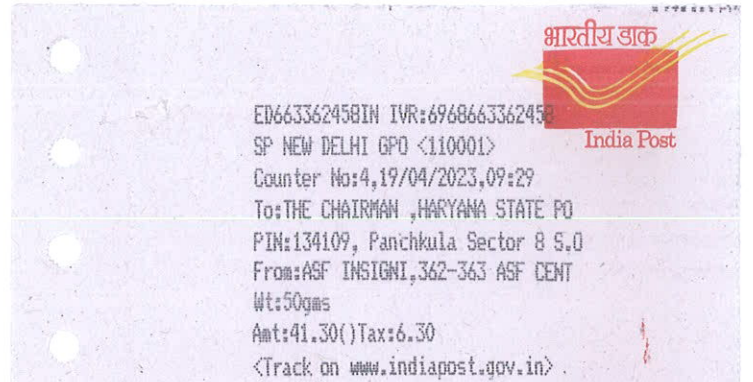 भारतीय डाक
India Post
ED663362458IN IVR:6968663362458
SP NEW DELHI GPO <110001>
Counter No:4,19/04/2023,09:29
To:THE CHAIRMAN ,HARYANA STATE PO
PIN:134109, Panchkula Sector 8 S.O
From:ASF INSIGNI,362-363 ASF CENT
Wt:50gms
Amt:41.30()Tax:6.30
<Track on www.indiapost.gov.in>